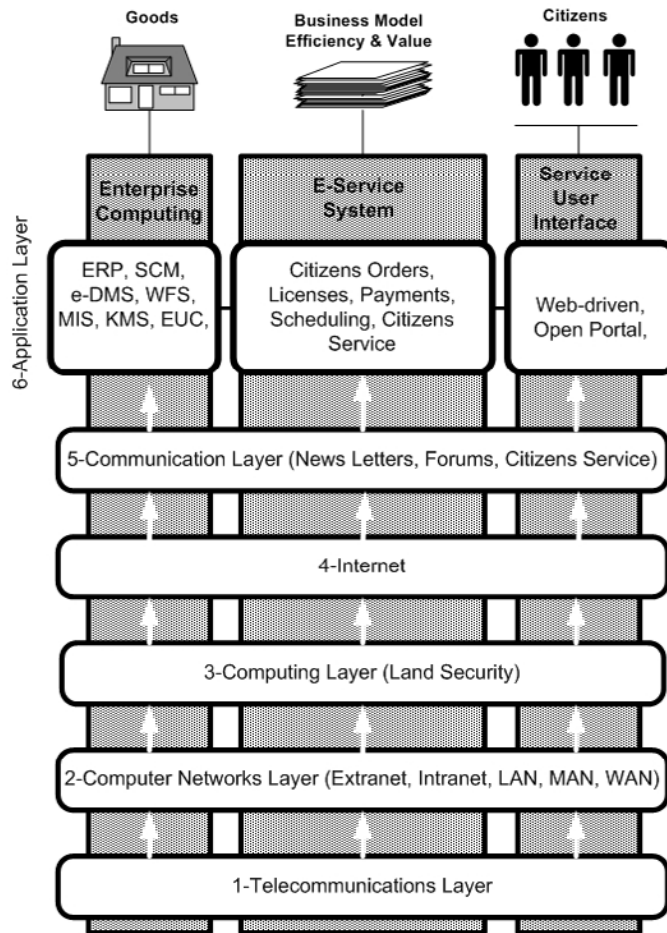 Goods
Business Model
Efficiency & Value
Citizens
Enterprise
Computing
E-Service
System
Service
User
Interface
6-Application Layer
ERP, SCM,
e-DMS, WFS,
MIS, KMS, EUC,
Citizens Orders,
Licenses, Payments,
Scheduling, Citizens
Service
Web-driven,
Open Portal,
5-Communication Layer (News Letters, Forums, Citizens Service)
4-Internet
3-Computing Layer (Land Security)
2-Computer Networks Layer (Extranet, Intranet, LAN, MAN, WAN)
1-Telecommunications Layer